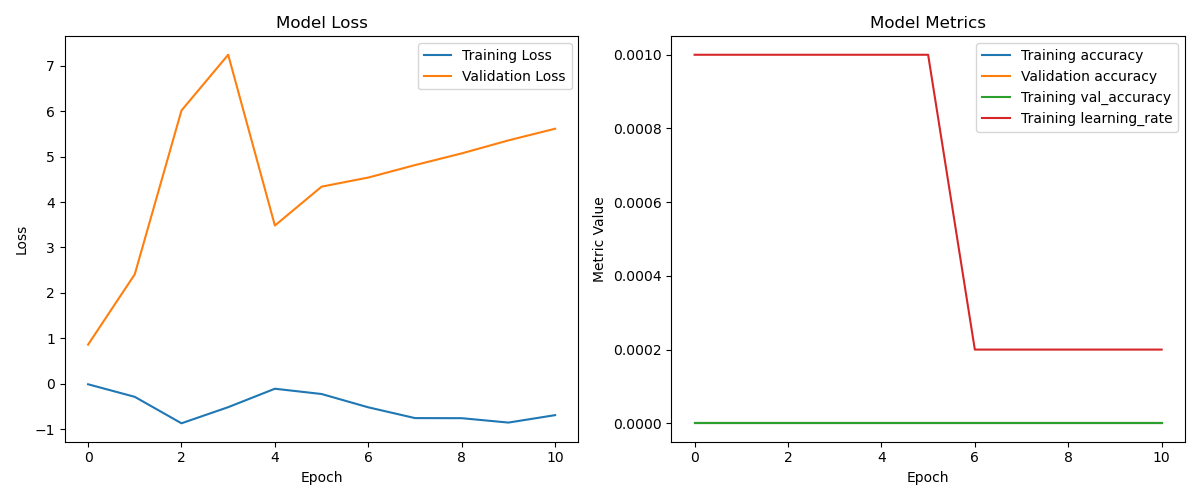 Model Loss
Training Loss
Validation Loss
7
6
5
4
3
2
1
0
−1
Loss
0
2
4
6
8
10
Epoch
Model Metrics
Training accuracy
Validation accuracy
Training val_accuracy
Training learning_rate
0.0010
0.0008
0.0006
0.0004
0.0002
0.0000
Metric Value
0
2
4
6
8
10
Epoch